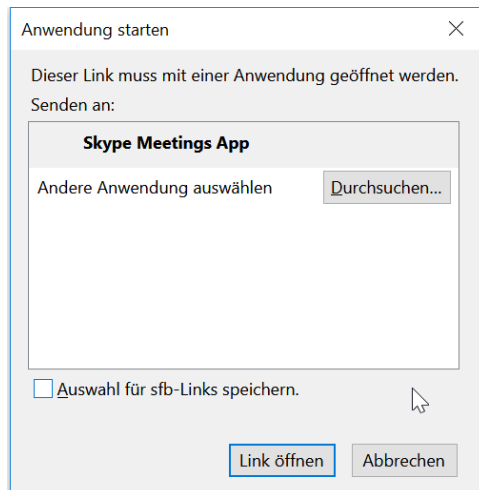 Anwendung starten
Dieser Link muss mit einer Anwendung geöffnet werden.
Senden an:
Skype Meetings App
Andere Anwendung auswählen Durchsuchen...
Auswahl für sfb-Links speichern.
Link öffnen Abbrechen